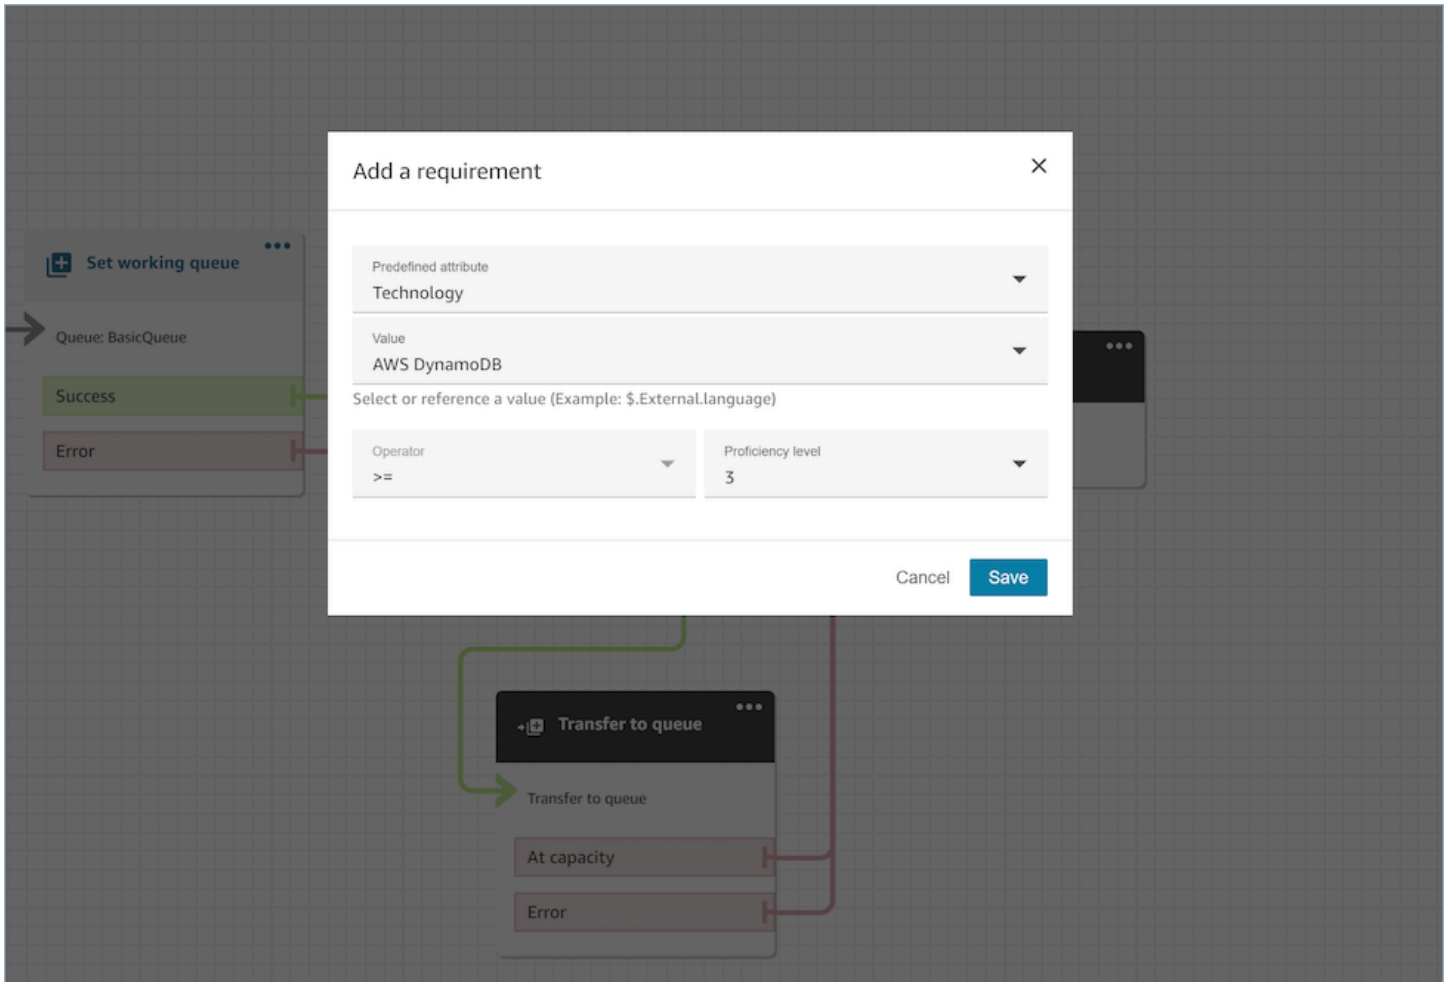 Add a requirement
Set working queue
Queue: BasicQueue
Success
Error
Predefined attribute
Technology
Value
AWS DynamoDB
Select or reference a value (Example: $.External.language)
Operator
>=
Proficiency level
3
Cancel
Save
Transfer to queue
Transfer to queue
At capacity
Error